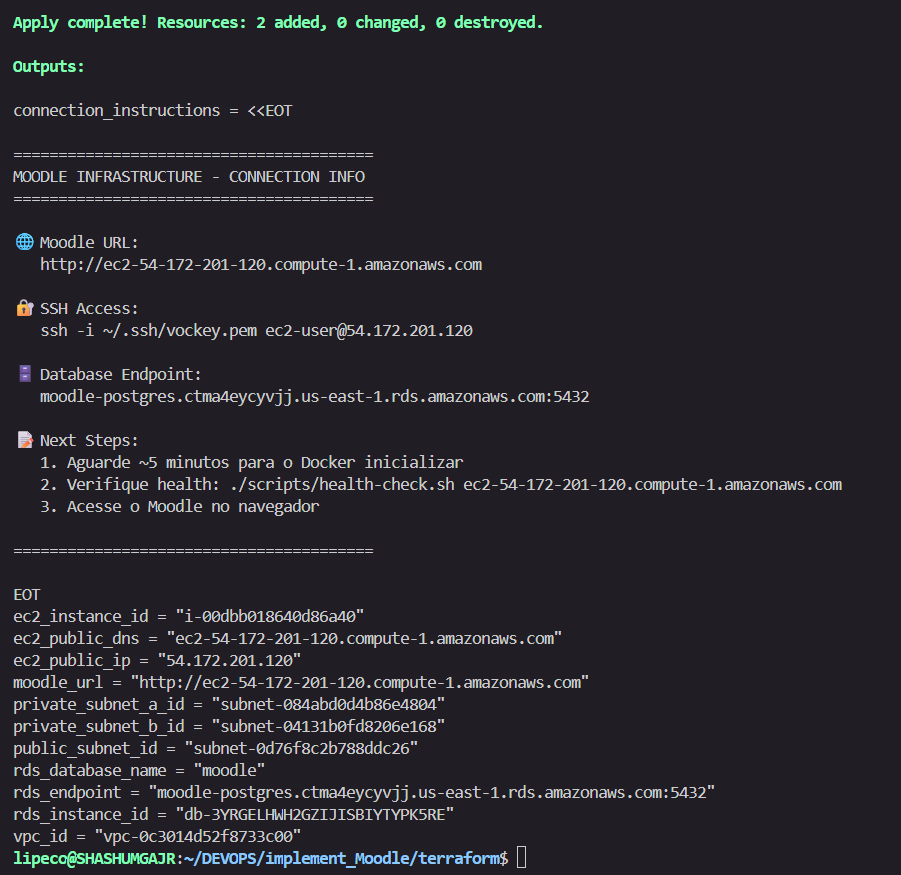 Apply complete! Resources: 2 added, 0 changed, 0 destroyed.
Outputs:
connection_instructions = <<EOT
========================================
MOODLE INFRASTRUCTURE - CONNECTION INFO
========================================
🌐 Moodle URL:
http://ec2-54-172-201-120.compute-1.amazonaws.com
🔐 SSH Access:
ssh -i ~/.ssh/vockey.pem ec2-user@54.172.201.120
🗄️ Database Endpoint:
moodle-postgres.ctma4eycyvjj.us-east-1.rds.amazonaws.com:5432
📝 Next Steps:
1. Aguarde ~5 minutos para o Docker inicializar
2. Verifique health: ./scripts/health-check.sh ec2-54-172-201-120.compute-1.amazonaws.com
3. Acesse o Moodle no navegador
========================================
EOT
ec2_instance_id = "i-00dbb018640d86a40"
ec2_public_dns = "ec2-54-172-201-120.compute-1.amazonaws.com"
ec2_public_ip = "54.172.201.120"
moodle_url = "http://ec2-54-172-201-120.compute-1.amazonaws.com"
private_subnet_a_id = "subnet-084abd0d4b86e4804"
private_subnet_b_id = "subnet-04131b0fd8206e168"
public_subnet_id = "subnet-0d76f8c2b788ddc26"
rds_database_name = "moodle"
rds_endpoint = "moodle-postgres.ctma4eycyvjj.us-east-1.rds.amazonaws.com:5432"
rds_instance_id = "db-3YRGELHWH2GZIJISBIYTYPK5RE"
vpc_id = "vpc-0c3014d52f8733c00"
lipeco@SHASHUMGAJR:~/DEVOPS/implement_Moodle/terraform$